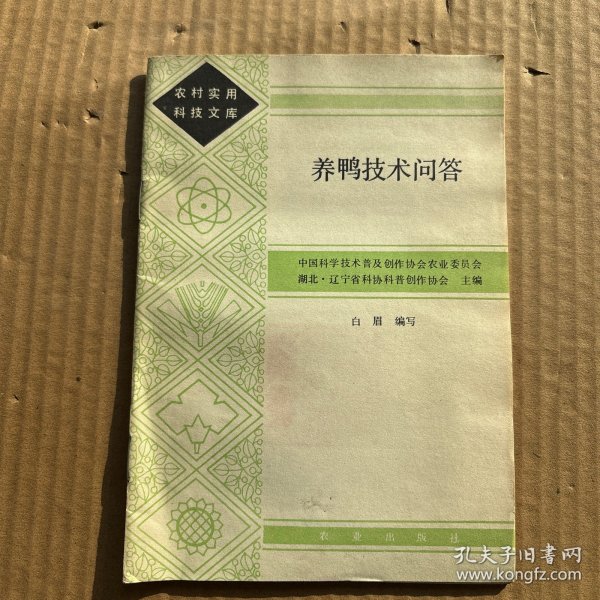 农村实用
科技文库
养鸭技术问答
中国科学技术普及创作协会农业委员会
湖北·辽宁省科协科普创作协会 主编
白眉 编写
农业出版社
孔夫子旧书网
www.kongfz.com